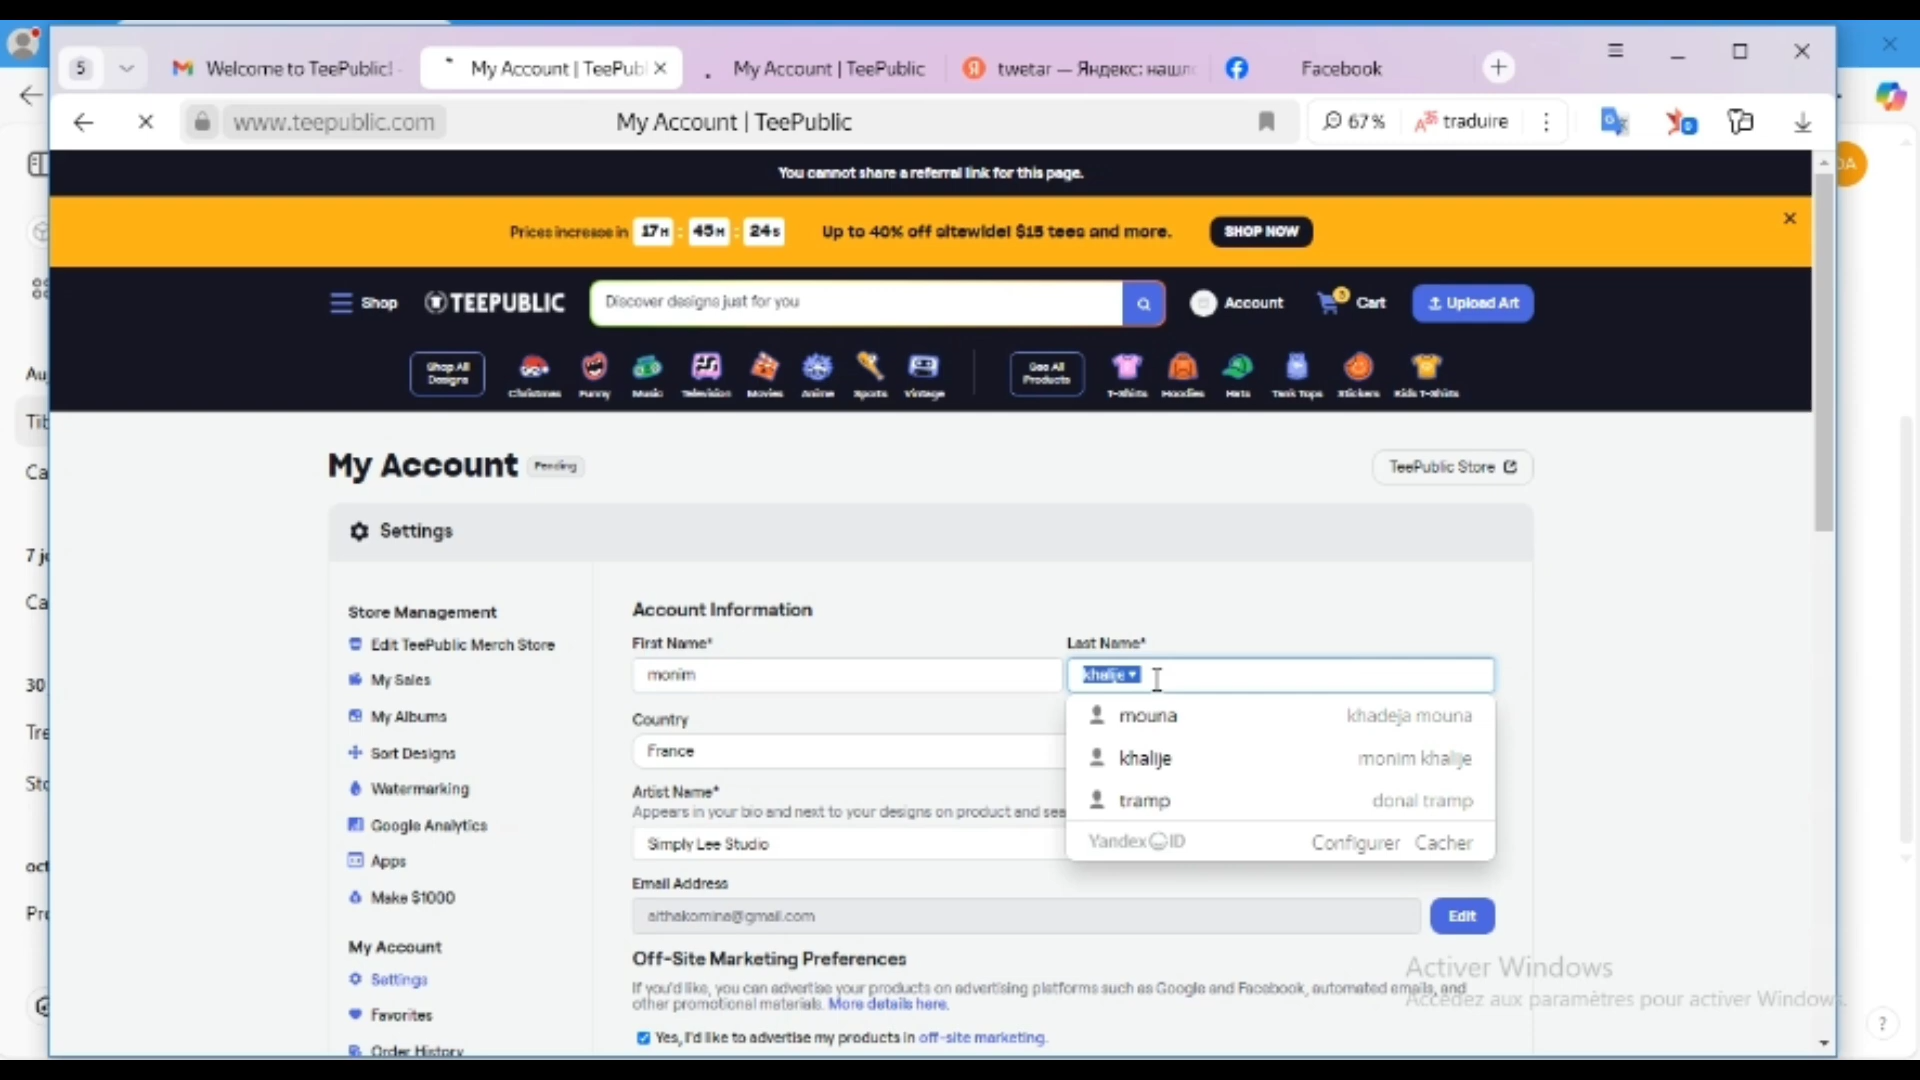 5
Welcome to TeePublic!
My Account | TeePubl
My Account | TeePublic
twetar — Яндекс: нашл
Facebook
www.teepublic.com
My Account | TeePublic
67 %
traduire
You cannot share a referral link for this page.
Prices increase in 17H : 45M : 24S
Up to 40% off sitewide! $15 tees and more.
SHOP NOW
Shop
TEEPUBLIC
Discover designs just for you
Account
Cart
Upload Art
Shop All Designs
Christmas
Funny
Music
Television
Movies
Anime
Sports
Vintage
See All Products
T-Shirts
Hoodies
Hats
Tank Tops
Stickers
Kids T-Shirts
My Account
Pending
TeePublic Store
Settings
Store Management
Edit TeePublic Merch Store
My Sales
My Albums
Sort Designs
Watermarking
Google Analytics
Apps
Make $1000
My Account
Settings
Favorites
Order History
Account Information
First Name*
Last Name*
monim
khalije
mouna
khadeja mouna
khalije
monim khalije
tramp
donal tramp
Yandex ID
Configurer
Cacher
Country
France
Artist Name*
Appears in your bio and next to your designs on product and sea
Simply Lee Studio
Email Address
aithakomina@gmail.com
Edit
Off-Site Marketing Preferences
If you'd like, you can advertise your products on advertising platforms such as Google and Facebook, automated emails, and
other promotional materials. More details here.
Yes, I'd like to advertise my products in off-site marketing.
Activer Windows
Accédez aux paramètres pour activer Windows.